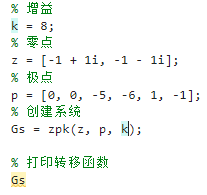 % 增益
k = 8;
% 零点
z = [-1 + 1i, -1 - 1i];
% 极点
p = [0, 0, -5, -6, 1, -1];
% 创建系统
Gs = zpk(z, p, k);
% 打印转移函数
Gs